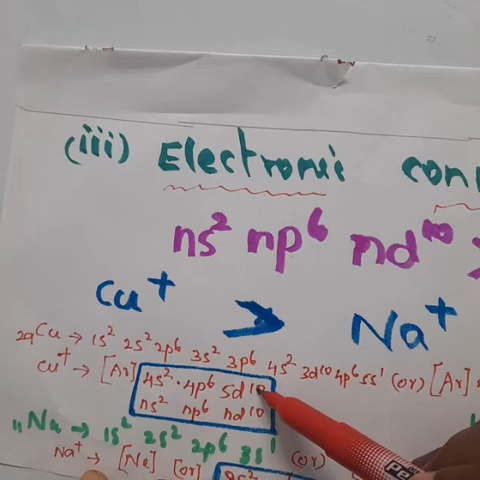 (iii) Electronic con
ns² np⁶ nd¹⁰
Cu⁺ > Na⁺
₂₉Cu → 1s² 2s² 2p⁶ 3s² 3p⁶ 4s² 3d¹⁰ 4p⁶ 5s¹ (or) [Ar]
Cu⁺ → [Ar] 4s² · 4p⁶ 5d¹⁰
ns² np⁶ nd¹⁰
₁₁Na → 1s² 2s² 2p⁶ 3s¹ (or)
Na⁺ → [Ne] [or]